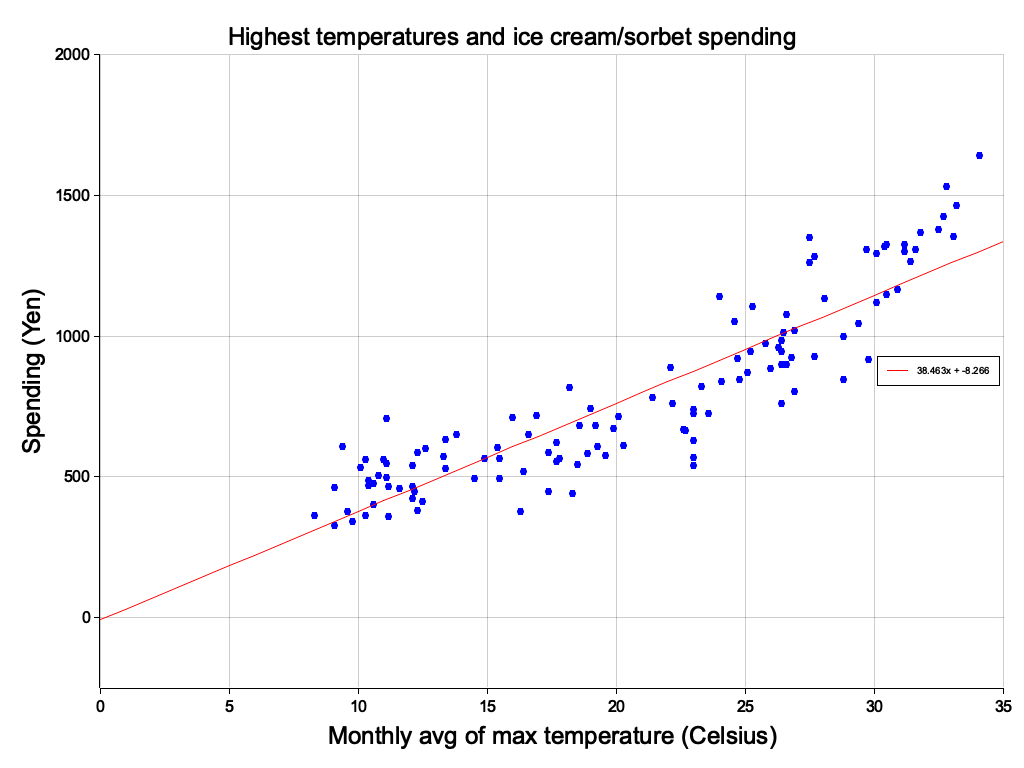 Highest temperatures and ice cream/sorbet spending
2000
1500
1000
500
0
Spending (Yen)
38.463x + -8.266
0 5 10 15 20 25 30 35
Monthly avg of max temperature (Celsius)